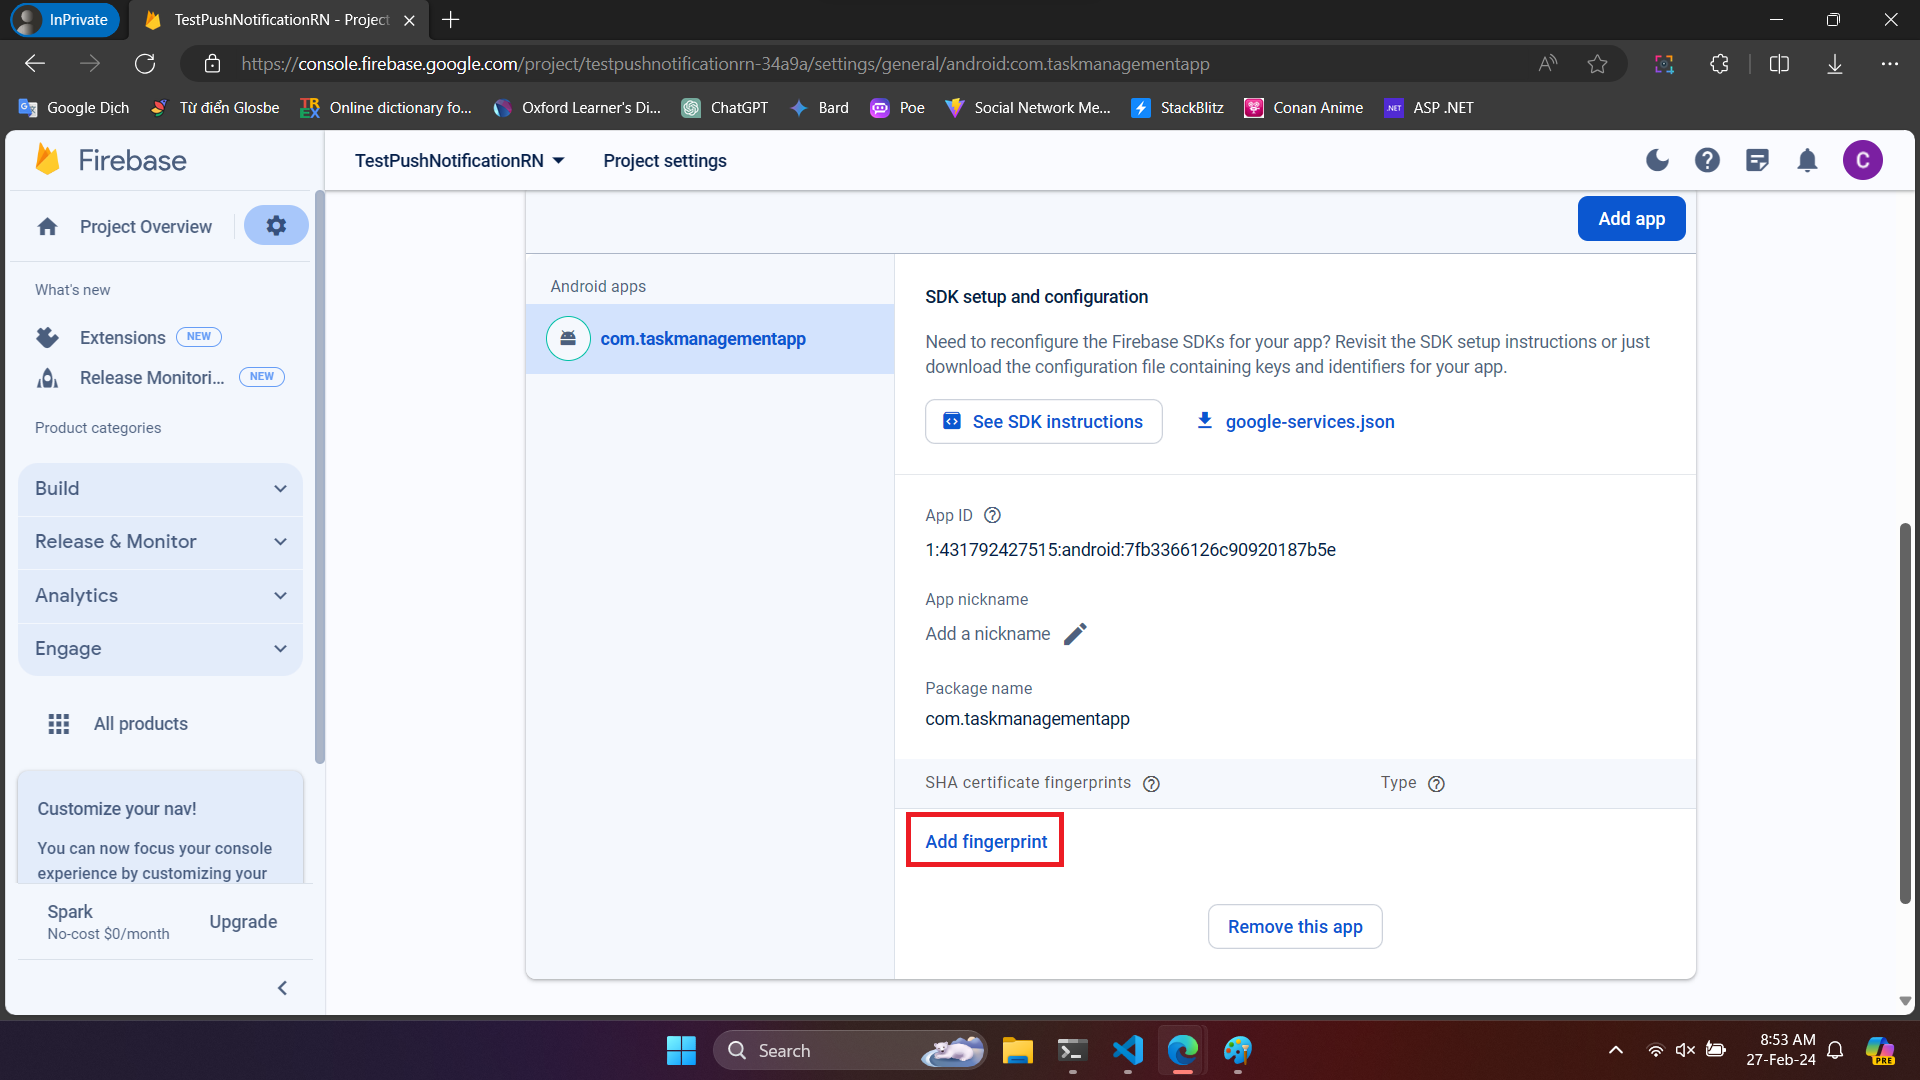 InPrivate
TestPushNotificationRN - Project
https://console.firebase.google.com/project/testpushnotificationrn-34a9a/settings/general/android:com.taskmanagementapp
Google Dịch
Từ điển Glosbe
Online dictionary fo...
Oxford Learner's Di...
ChatGPT
Bard
Poe
Social Network Me...
StackBlitz
Conan Anime
ASP .NET
Firebase
TestPushNotificationRN
Project settings
C
Project Overview
What's new
Extensions NEW
Release Monitori... NEW
Product categories
Build
Release & Monitor
Analytics
Engage
All products
Customize your nav!
You can now focus your console
experience by customizing your
Spark
No-cost $0/month
Upgrade
Add app
Android apps
com.taskmanagementapp
SDK setup and configuration
Need to reconfigure the Firebase SDKs for your app? Revisit the SDK setup instructions or just
download the configuration file containing keys and identifiers for your app.
See SDK instructions
google-services.json
App ID
1:431792427515:android:7fb3366126c90920187b5e
App nickname
Add a nickname
Package name
com.taskmanagementapp
SHA certificate fingerprints
Type
Add fingerprint
Remove this app
Search
8:53 AM
27-Feb-24
PRE